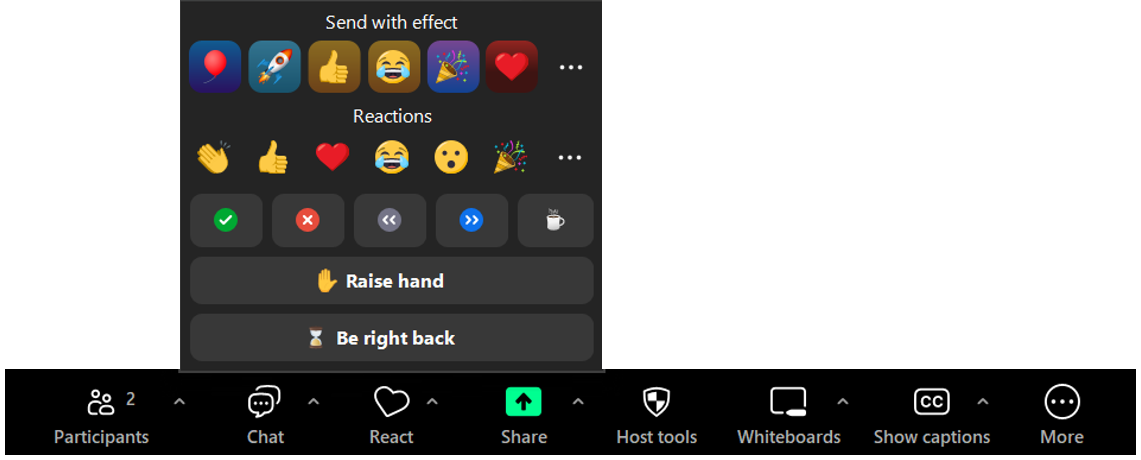 Send with effect
Reactions
Raise hand
Be right back
2
Participants Chat React Share Host tools Whiteboards CC Show captions More